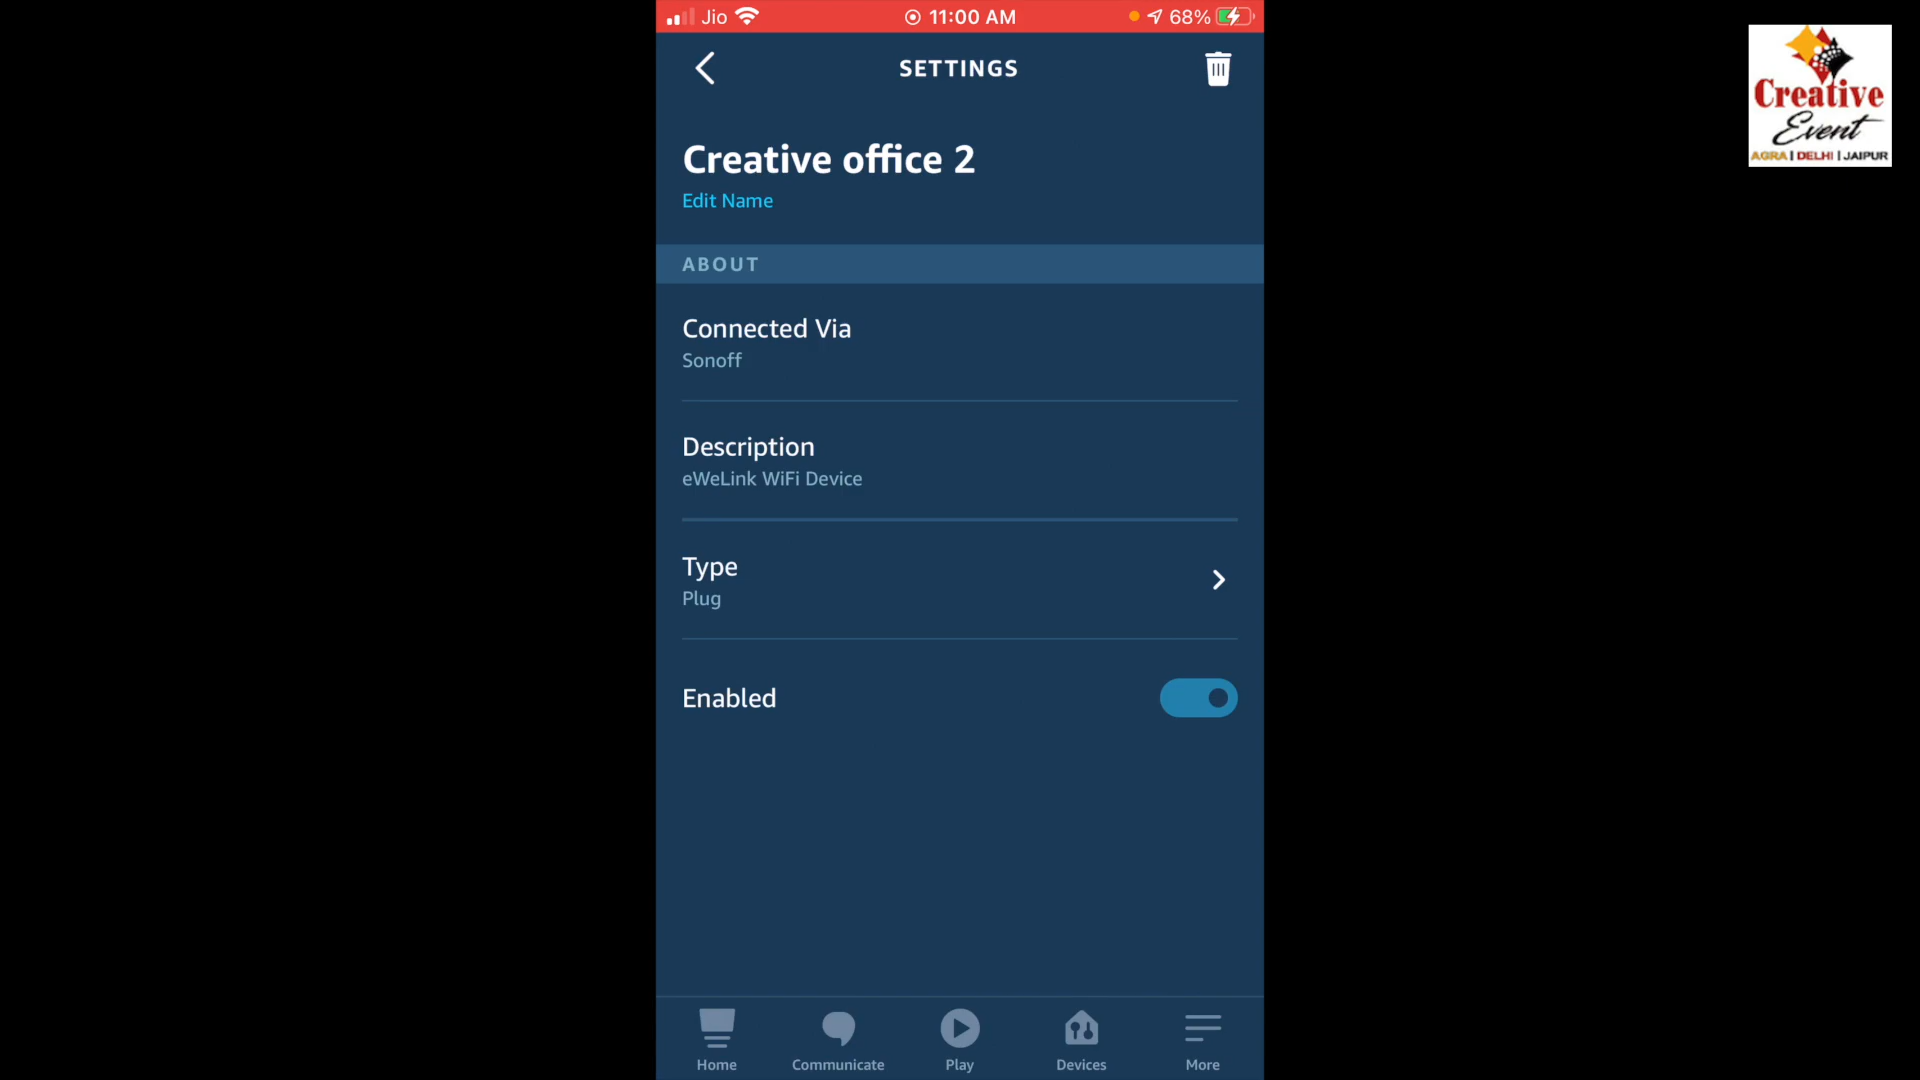 Jio 11:00 AM 68%
SETTINGS
Creative office 2
Edit Name
ABOUT
Connected Via
Sonoff
Description
eWeLink WiFi Device
Type
Plug
Enabled
Home Communicate Play Devices More
Creative
Event
AGRA | DELHI | JAIPUR